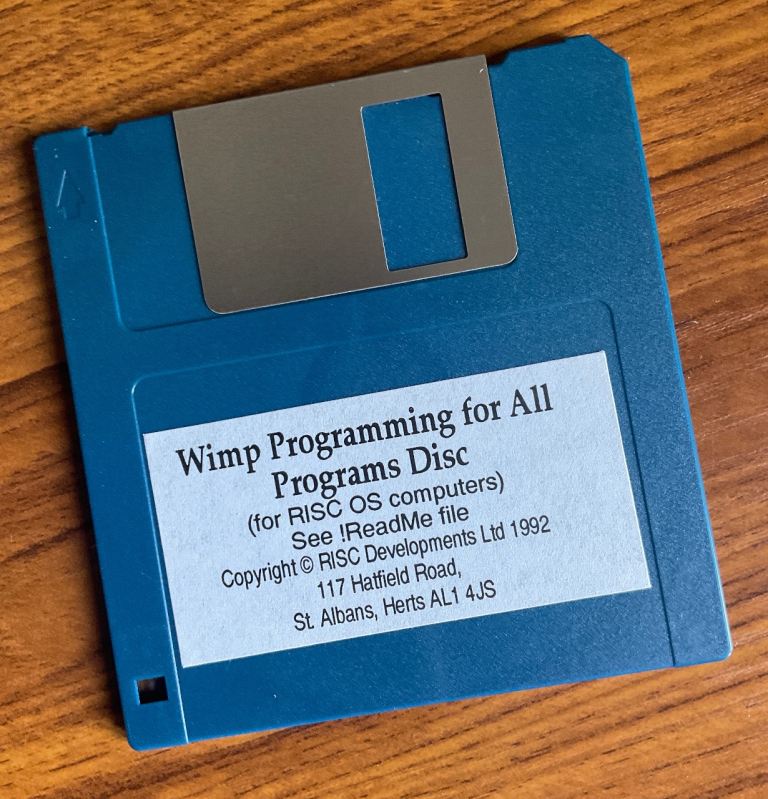 Wimp Programming for All
Programs Disc
(for RISC OS computers)
See !ReadMe file
Copyright © RISC Developments Ltd 1992
117 Hatfield Road,
St. Albans, Herts AL1 4JS